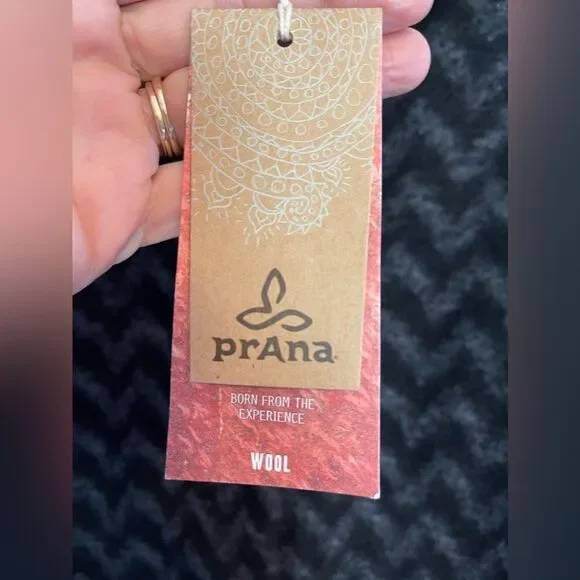 prAna
BORN FROM THE
EXPERIENCE
WOOL